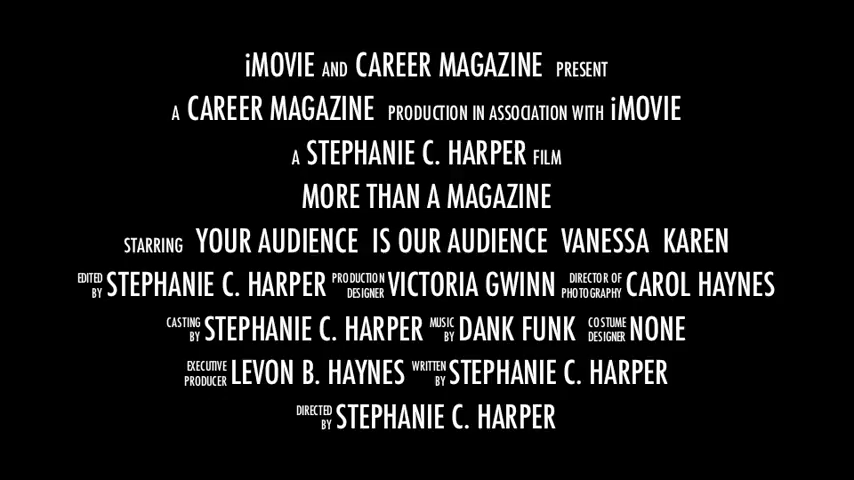 iMOVIE AND CAREER MAGAZINE PRESENT
A CAREER MAGAZINE PRODUCTION IN ASSOCIATION WITH iMOVIE
A STEPHANIE C. HARPER FILM
MORE THAN A MAGAZINE
STARRING YOUR AUDIENCE IS OUR AUDIENCE VANESSA KAREN
EDITED BY STEPHANIE C. HARPER PRODUCTION DESIGNER VICTORIA GWINN DIRECTOR OF PHOTOGRAPHY CAROL HAYNES
CASTING BY STEPHANIE C. HARPER MUSIC BY DANK FUNK COSTUME DESIGNER NONE
EXECUTIVE PRODUCER LEVON B. HAYNES WRITTEN BY STEPHANIE C. HARPER
DIRECTED BY STEPHANIE C. HARPER